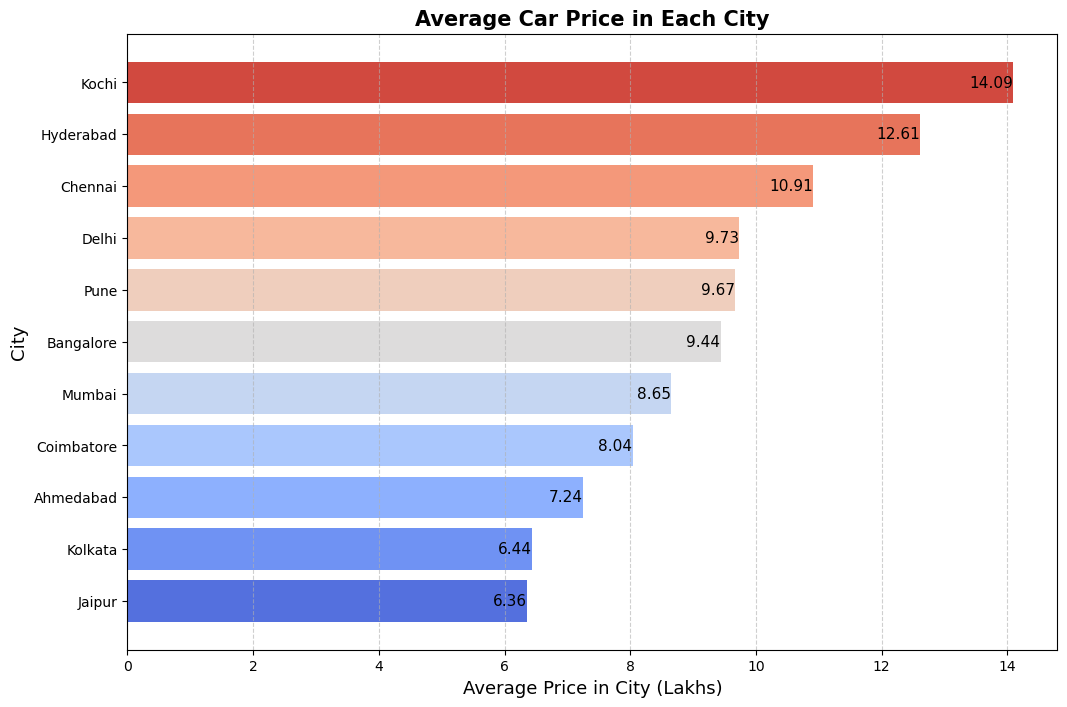 Average Car Price in Each City
Kochi 14.09
Hyderabad 12.61
Chennai 10.91
Delhi 9.73
Pune 9.67
Bangalore 9.44
Mumbai 8.65
Coimbatore 8.04
Ahmedabad 7.24
Kolkata 6.44
Jaipur 6.36
City
0 2 4 6 8 10 12 14
Average Price in City (Lakhs)